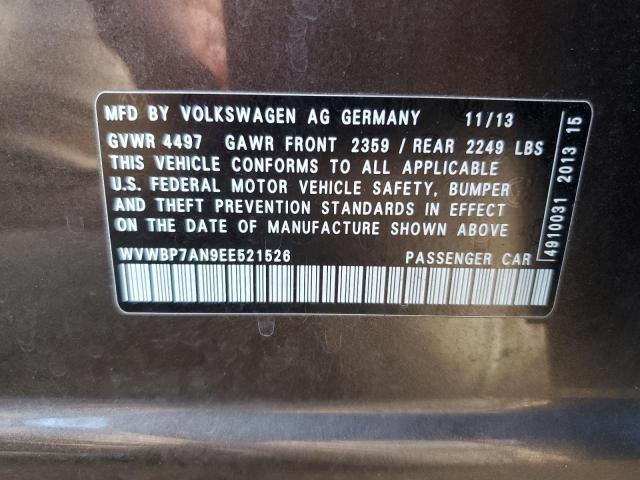 MFD BY VOLKSWAGEN AG GERMANY 11/13
GVWR 4497 GAWR FRONT 2359 / REAR 2249 LBS
THIS VEHICLE CONFORMS TO ALL APPLICABLE
U.S. FEDERAL MOTOR VEHICLE SAFETY, BUMPER
AND THEFT PREVENTION STANDARDS IN EFFECT
ON THE DATE OF MANUFACTURE SHOWN ABOVE
WVWBP7AN9EE521526 PASSENGER CAR
4910031 2013 15